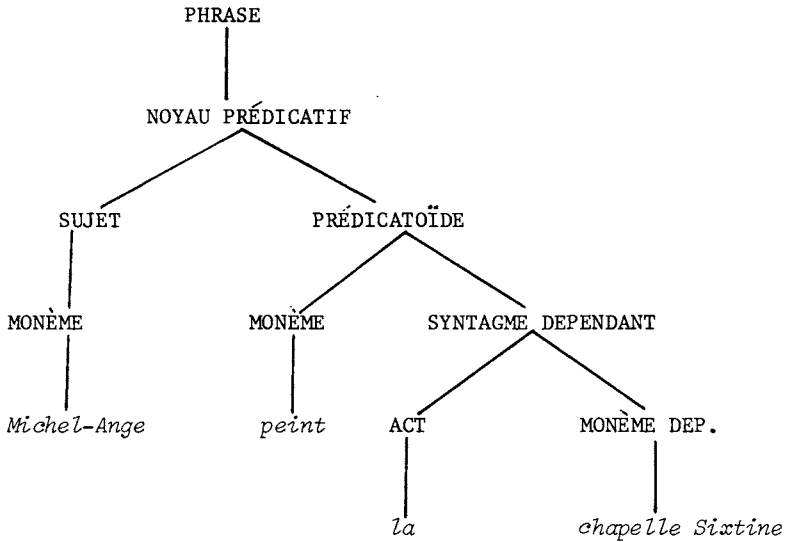 PHRASE
NOYAU PRÉDICATIF
SUJET PRÉDICATOÏDE
MONÈME MONÈME SYNTAGME DEPENDANT
Michel-Ange peint ACT MONÈME DEP.
la chapelle Sixtine